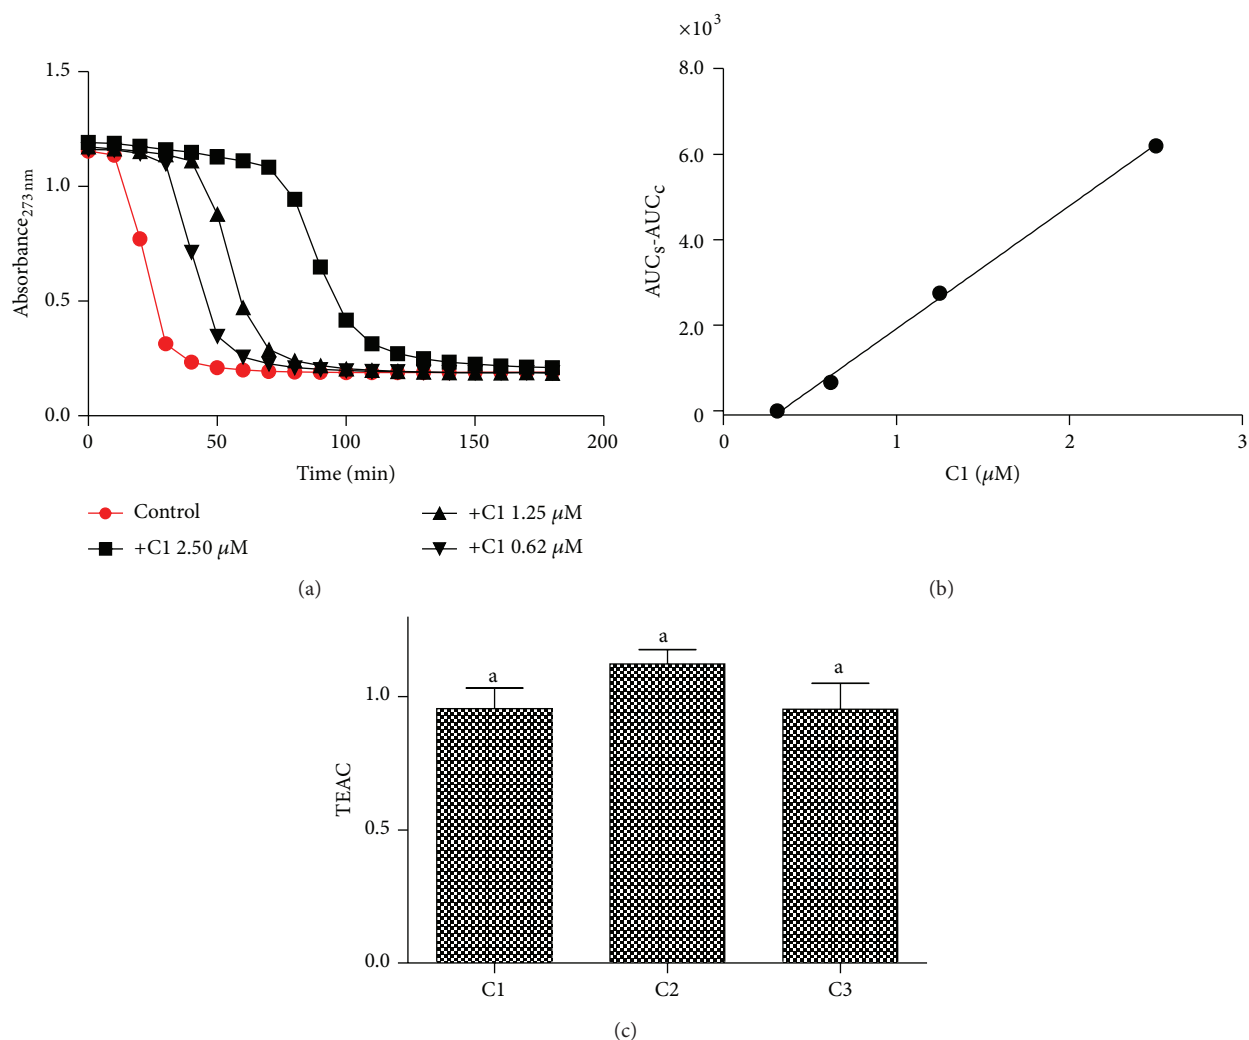 1.5
1.0
0.5
0.0
Absorbance273 nm
0 50 100 150 200
Time (min)
Control
+C1 2.50 μM
+C1 1.25 μM
+C1 0.62 μM
(a)
×10³
8.0
6.0
4.0
2.0
0
AUCS-AUCC
0 1 2 3
C1 (μM)
(b)
a
a
a
1.0
0.5
0.0
TEAC
C1 C2 C3
(c)